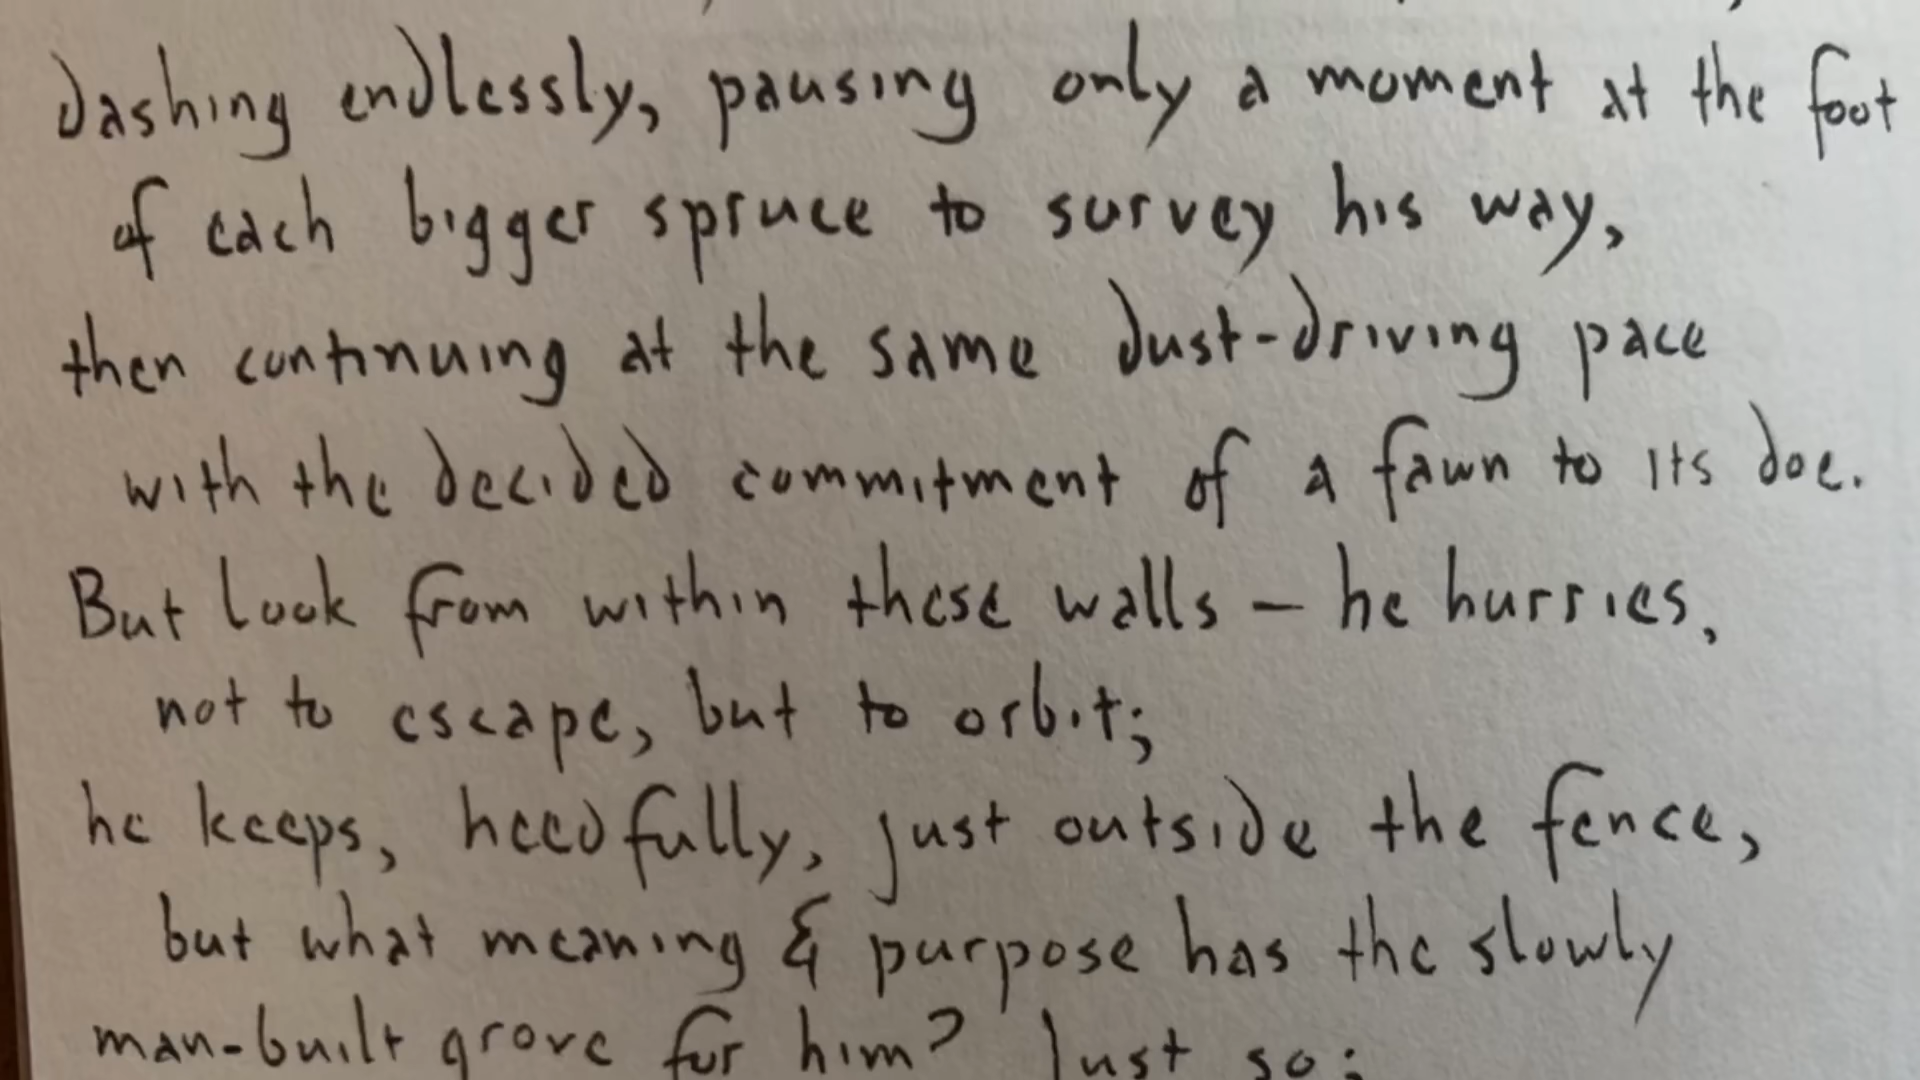 dashing endlessly, pausing only a moment at the foot
of each bigger spruce to survey his way,
then continuing at the same dust-driving pace
with the decided commitment of a fawn to its doe.
But look from within these walls – he hurries,
not to escape, but to orbit;
he keeps, heedfully, just outside the fence,
but what meaning & purpose has the slowly
man-built grove for him? Just so: